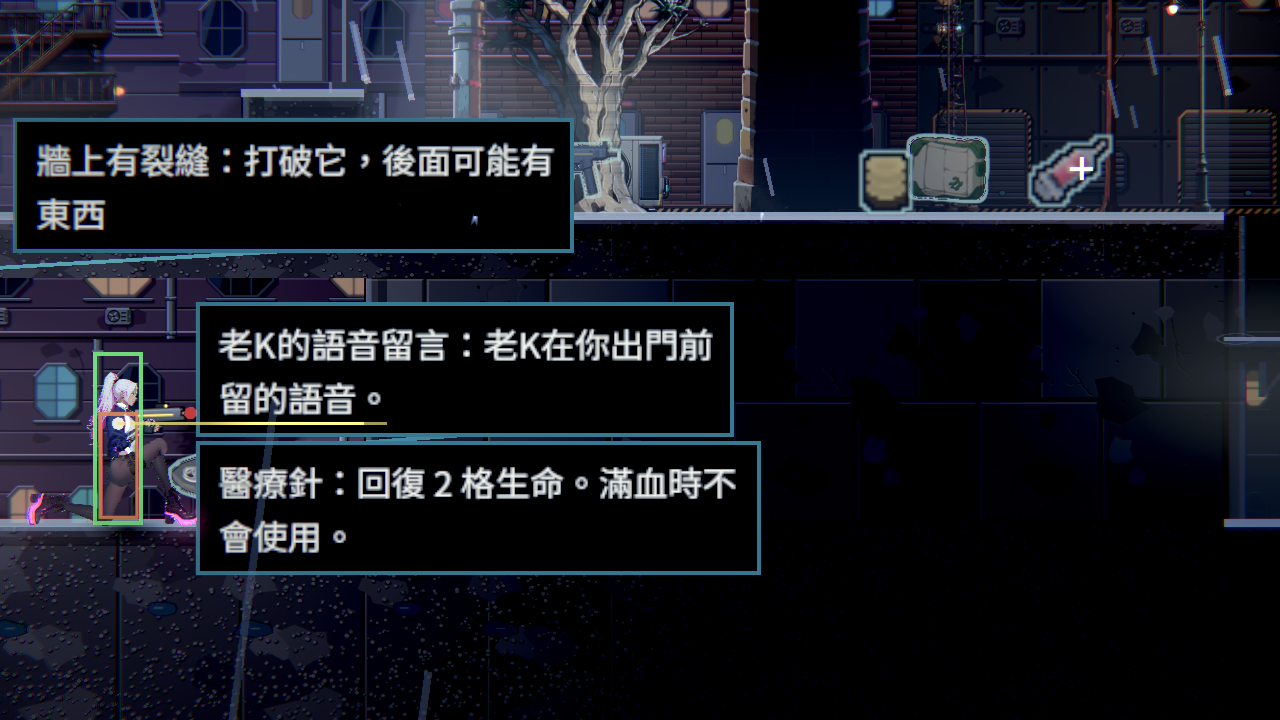 牆上有裂縫：打破它，後面可能有
東西
老K的語音留言：老K在你出門前
留的語音。
醫療針：回復 2 格生命。滿血時不
會使用。